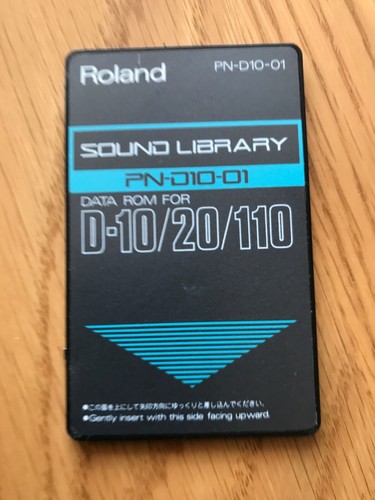 Roland PN-D10-01
SOUND LIBRARY
PN-D10-01
DATA ROM FOR
D-10/20/110
●この面を上にして矢印方向にゆっくりと差し込んでください。
●Gently insert with this side facing upward.